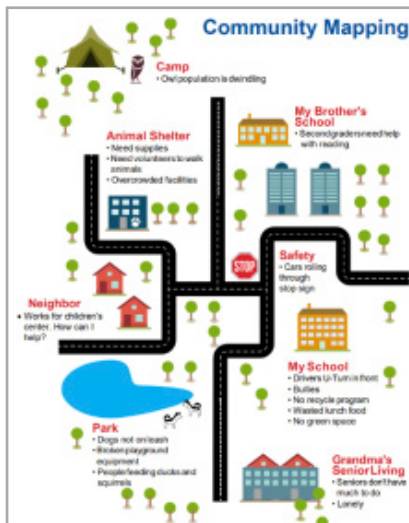 Community Mapping
Camp
• Owl population is dwindling
My Brother's
School
• Second graders need help
with reading
Animal Shelter
• Need supplies
• Need volunteers to walk
animals
• Overcrowded facilities
STOP
Safety
• Cars rolling
through
stop sign
Neighbor
• Works for children's
center. How can I
help?
My School
• Drivers U-Turn in front
• Bullies
• No recycle program
• Wasted lunch food
• No green space
Park
• Dogs not on leash
• Broken playground
equipment
• People feeding ducks and
squirrels
Grandma's
Senior Living
• Seniors don't have
much to do
• Lonely